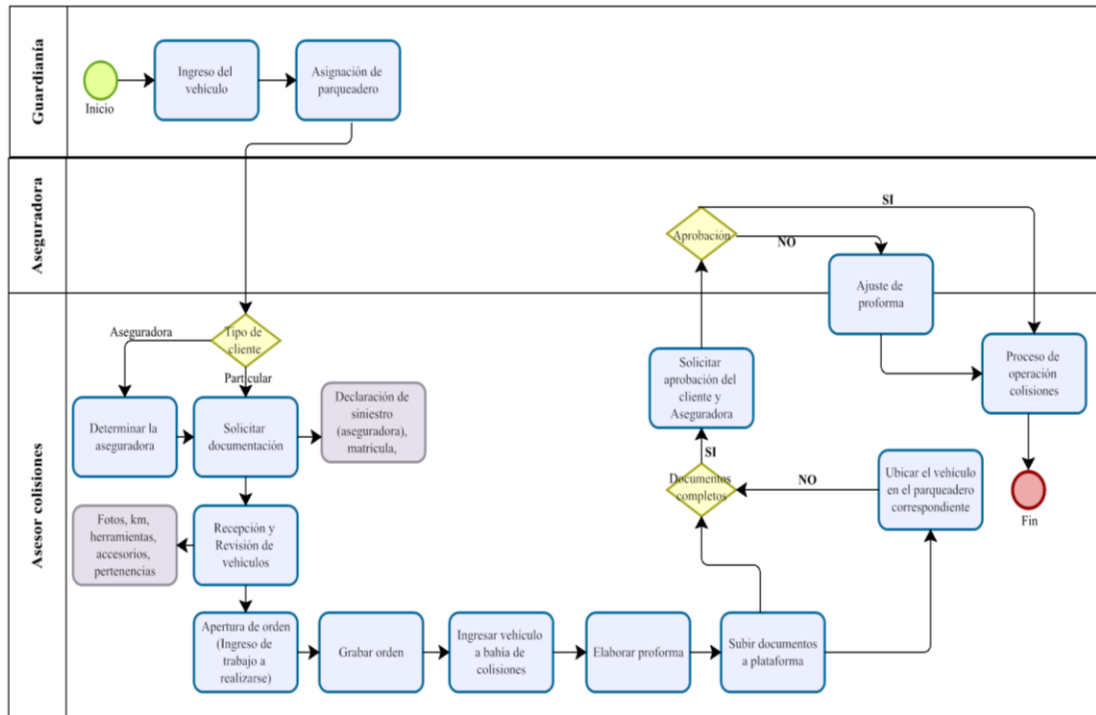 Guardianía
Inicio
Ingreso del
vehículo
Asignación de
parqueadero
Aseguradora
Aprobación
SI
NO
Ajuste de
proforma
Asesor colisiones
Aseguradora
Tipo de
cliente
Particular
Determinar la
aseguradora
Solicitar
documentación
Declaración de
siniestro
(aseguradora),
matrícula,
Solicitar
aprobación del
cliente y
Aseguradora
Proceso de
operación
colisiones
SI
Documentos
completos
NO
Ubicar el vehículo
en el parqueadero
correspondiente
Fin
Fotos, km,
herramientas,
accesorios,
pertenencias
Recepción y
Revisión de
vehículos
Apertura de orden
(Ingreso de
trabajo a
realizarse)
Grabar orden
Ingresar vehículo
a bahía de
colisiones
Elaborar proforma
Subir documentos
a plataforma